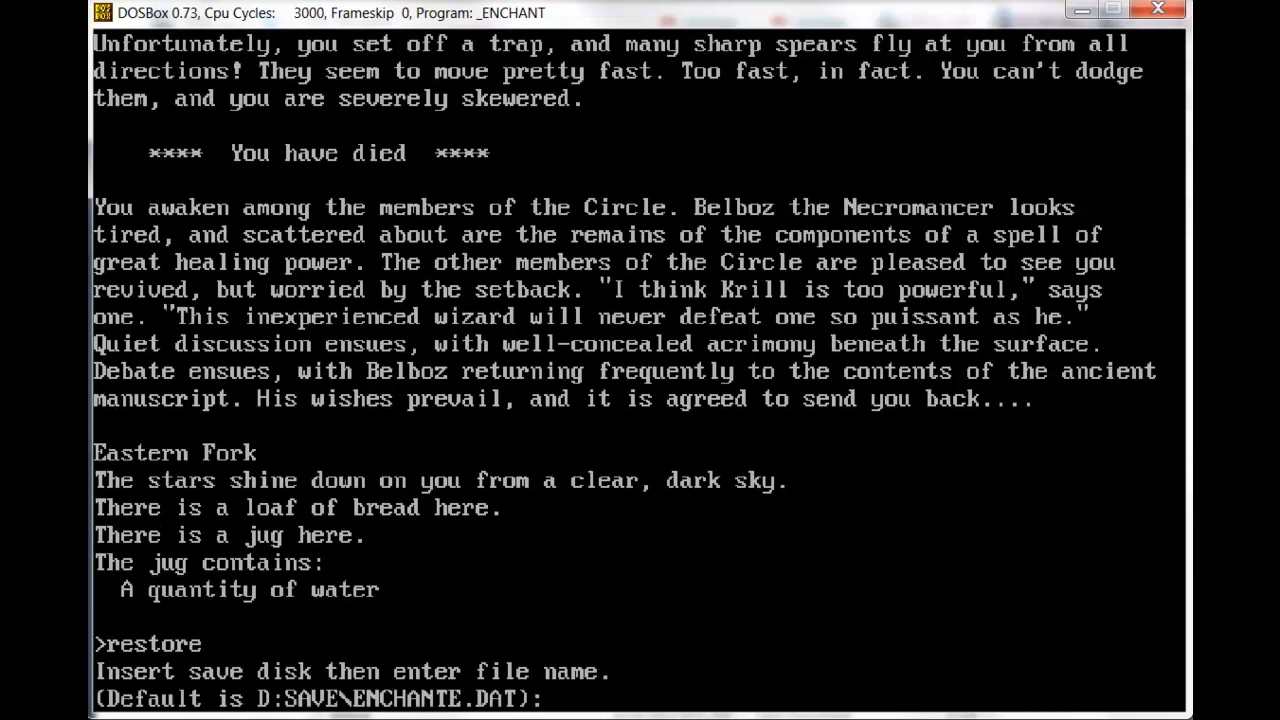 DOSBox 0.73, Cpu Cycles: 3000, Frameskip 0, Program: _ENCHANT
Unfortunately, you set off a trap, and many sharp spears fly at you from all
directions! They seem to move pretty fast. Too fast, in fact. You can't dodge
them, and you are severely skewered.
**** You have died ****
You awaken among the members of the Circle. Belboz the Necromancer looks
tired, and scattered about are the remains of the components of a spell of
great healing power. The other members of the Circle are pleased to see you
revived, but worried by the setback. "I think Krill is too powerful," says
one. "This inexperienced wizard will never defeat one so puissant as he."
Quiet discussion ensues, with well-concealed acrimony beneath the surface.
Debate ensues, with Belboz returning frequently to the contents of the ancient
manuscript. His wishes prevail, and it is agreed to send you back....
Eastern Fork
The stars shine down on you from a clear, dark sky.
There is a loaf of bread here.
There is a jug here.
The jug contains:
A quantity of water
>restore
Insert save disk then enter file name.
(Default is D:SAVE\ENCHANTE.DAT):